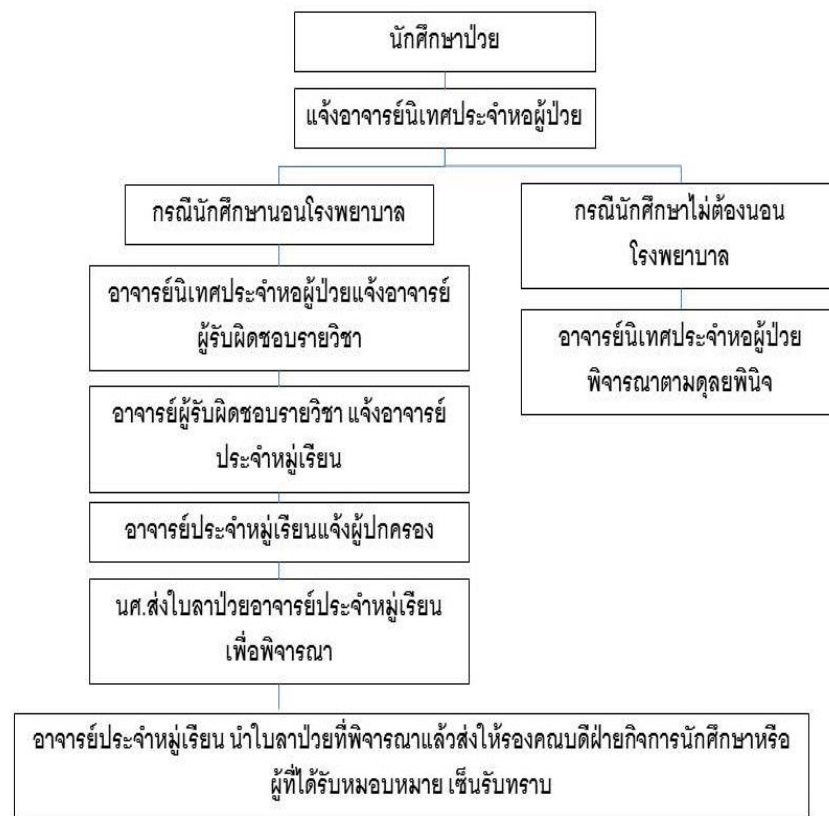 นักศึกษาป่วย
แจ้งอาจารย์นิเทศประจำหอผู้ป่วย
กรณีนักศึกษานอนโรงพยาบาล
อาจารย์นิเทศประจำหอผู้ป่วยแจ้งอาจารย์
ผู้รับผิดชอบรายวิชา
อาจารย์ผู้รับผิดชอบรายวิชา แจ้งอาจารย์
ประจำหมู่เรียน
อาจารย์ประจำหมู่เรียนแจ้งผู้ปกครอง
นศ.ส่งใบลาป่วยอาจารย์ประจำหมู่เรียน
เพื่อพิจารณา
กรณีนักศึกษาไม่ต้องนอน
โรงพยาบาล
อาจารย์นิเทศประจำหอผู้ป่วย
พิจารณาตามดุลยพินิจ
อาจารย์ประจำหมู่เรียน นำใบลาป่วยที่พิจารณาแล้วส่งให้รองคณบดีฝ่ายกิจการนักศึกษาหรือ
ผู้ที่ได้รับหมอบหมาย เซ็นรับทราบ